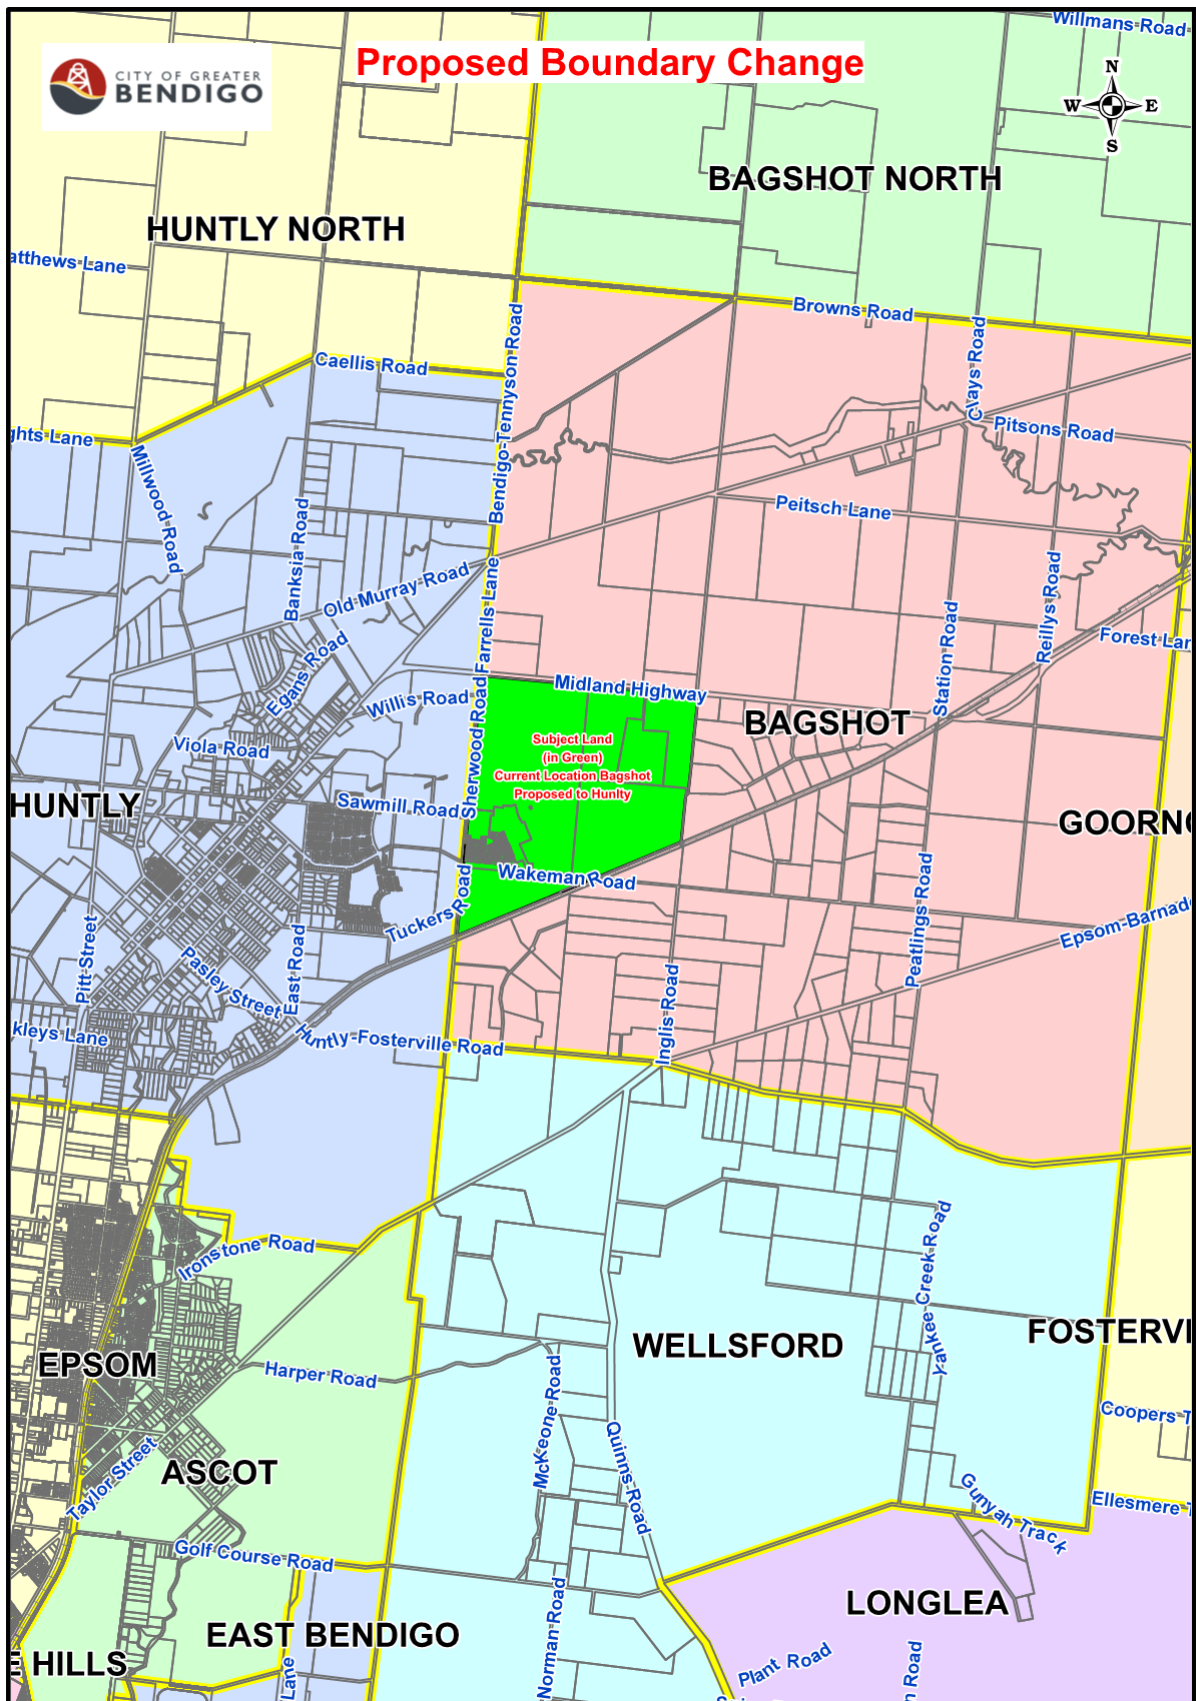 Willmans Road
Proposed Boundary Change
CITY OF GREATER
BENDIGO
N
W
E
S
BAGSHOT NORTH
HUNTLY NORTH
atthews Lane
Browns Road
Bendigo-Tennyson Road
Clays Road
Caellis Road
Pitsons Road
ghts Lane
Millwood Road
Peitsch Lane
Banksia Road
Old Murray Road
Farrells Lane
Reillys Road
Station Road
Forest Lan
Egans Road
Willis Road
Sherwood Road
Midland Highway
BAGSHOT
Viola Road
Subject Land
(in Green)
Current Location Bagshot
Proposed to Hunlty
HUNTLY
Sawmill Road
GOORNO
Wakeman Road
Tuckers Road
Peatlings Road
Epsom-Barnado
Pitt Street
Pasley Street
East Road
Inglis Road
kleys Lane
Huntly-Fosterville Road
Ironstone Road
Yankee Creek Road
WELLSFORD
FOSTERVI
EPSOM
Harper Road
McKeone Road
Coopers T
Quinns Road
ASCOT
Taylor Street
Gunyah Track
Ellesmere T
Golf Course Road
LONGLEA
EAST BENDIGO
Norman Road
E HILLS
Lane
Plant Road
n Road